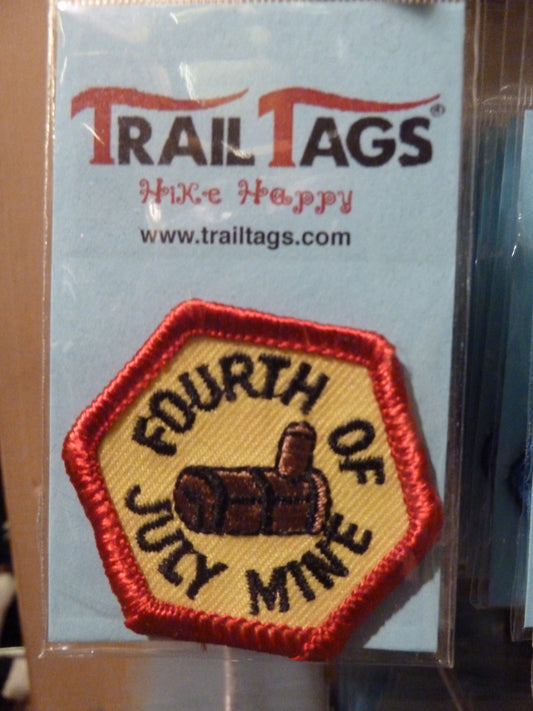 TRAIL TAGS®
Hike Happy
www.trailtags.com
FOURTH OF
JULY MINE